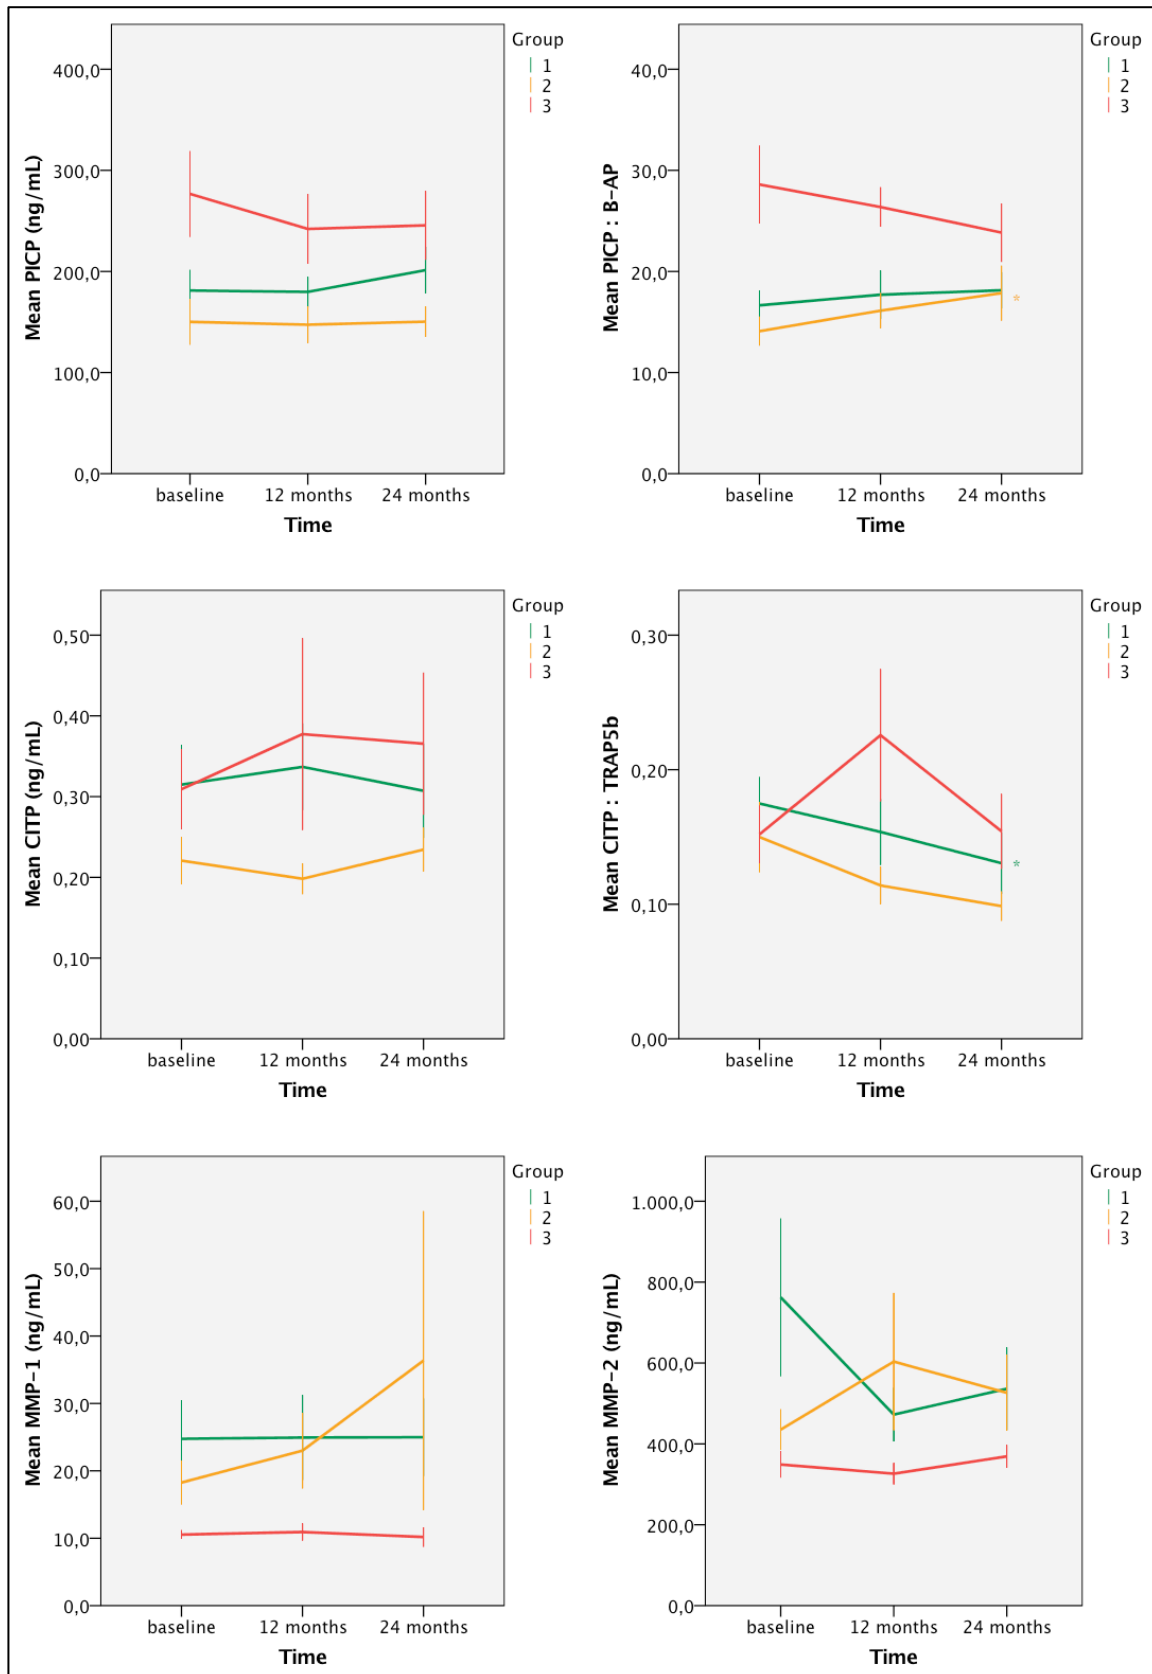 Group
1
2
3
400,0
300,0
200,0
100,0
0,0
Mean PICP (ng/mL)
baseline 12 months 24 months
Time
Group
1
2
3
40,0
30,0
20,0
10,0
0,0
Mean PICP : B-AP
*
baseline 12 months 24 months
Time
Group
1
2
3
0,50
0,40
0,30
0,20
0,10
0,00
Mean CITP (ng/mL)
baseline 12 months 24 months
Time
Group
1
2
3
0,30
0,20
0,10
0,00
Mean CITP : TRAP5b
*
baseline 12 months 24 months
Time
Group
1
2
3
60,0
50,0
40,0
30,0
20,0
10,0
0,0
Mean MMP-1 (ng/mL)
baseline 12 months 24 months
Time
Group
1
2
3
1.000,0
800,0
600,0
400,0
200,0
0,0
Mean MMP-2 (ng/mL)
baseline 12 months 24 months
Time